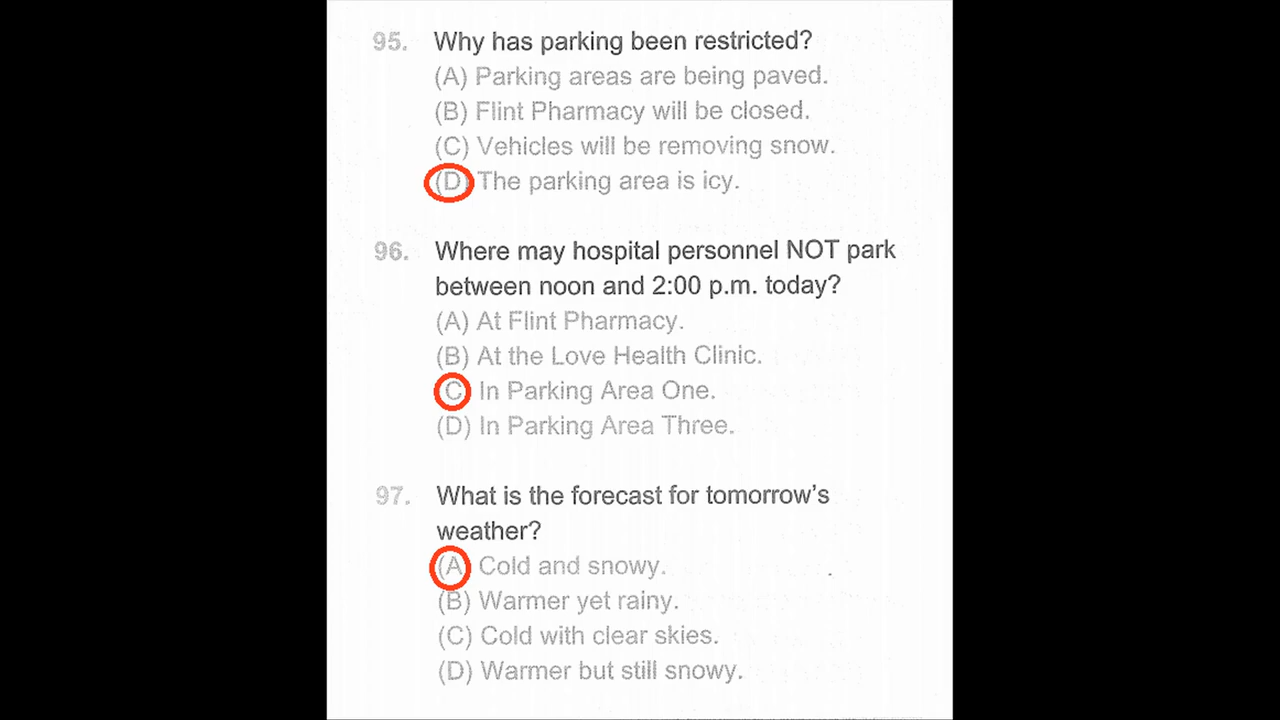 95. Why has parking been restricted?
(A) Parking areas are being paved.
(B) Flint Pharmacy will be closed.
(C) Vehicles will be removing snow.
(D) The parking area is icy.
96. Where may hospital personnel NOT park
between noon and 2:00 p.m. today?
(A) At Flint Pharmacy.
(B) At the Love Health Clinic.
(C) In Parking Area One.
(D) In Parking Area Three.
97. What is the forecast for tomorrow's
weather?
(A) Cold and snowy.
(B) Warmer yet rainy.
(C) Cold with clear skies.
(D) Warmer but still snowy.